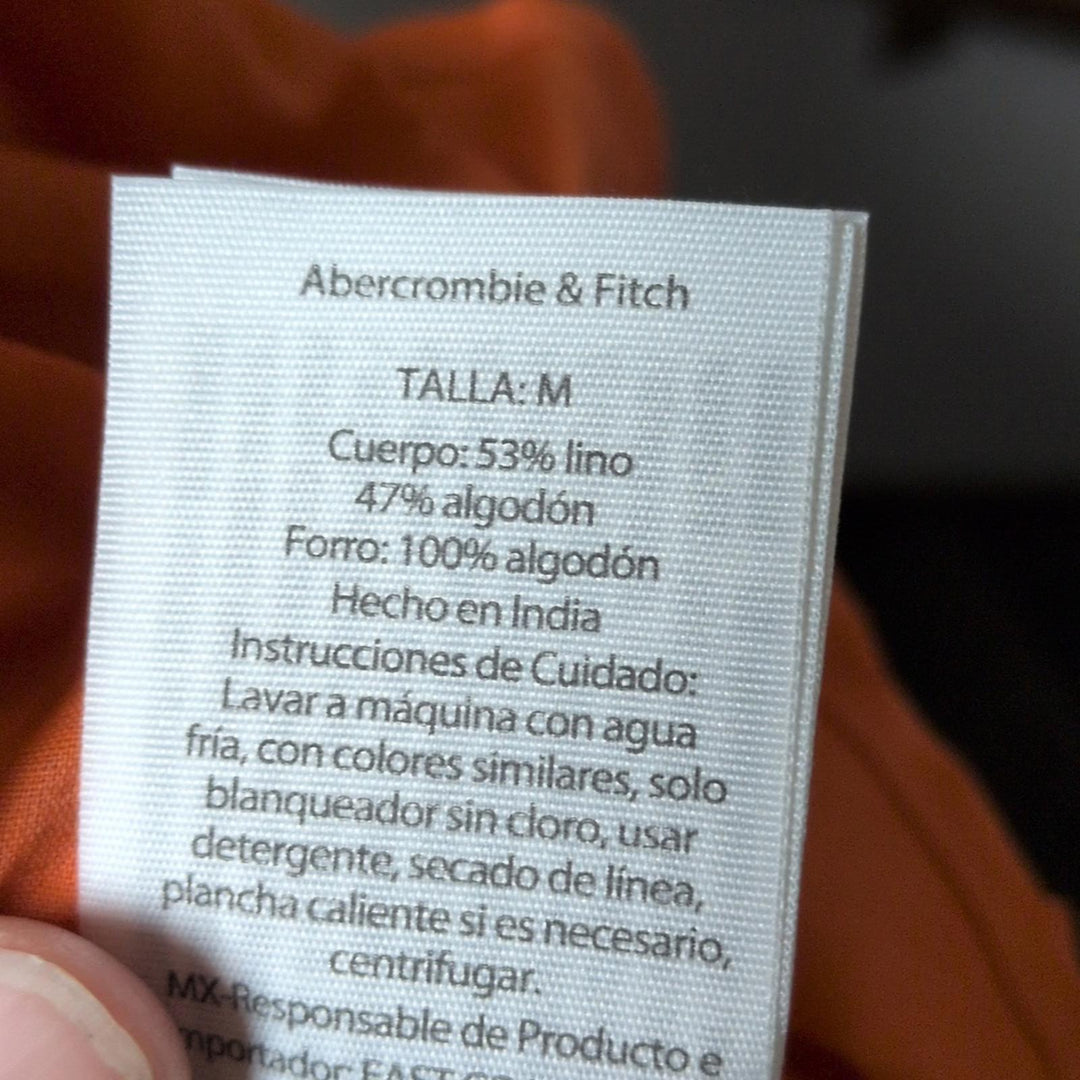 Abercrombie & Fitch
TALLA: M
Cuerpo: 53% lino
47% algodón
Forro: 100% algodón
Hecho en India
Instrucciones de Cuidado:
Lavar a máquina con agua
fría, con colores similares, solo
blanqueador sin cloro, usar
detergente, secado de línea,
plancha caliente si es necesario,
centrifugar.
MX-Responsable de Producto e